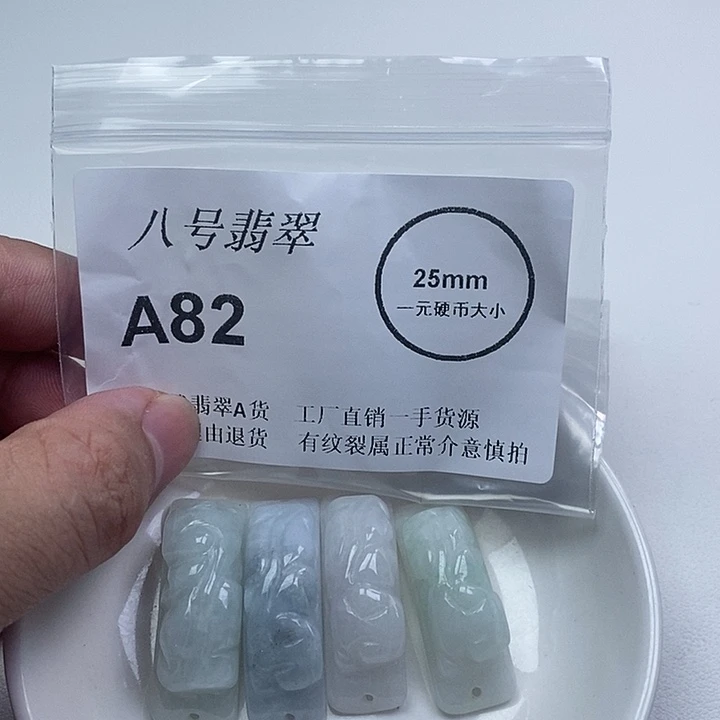 八号翡翠
25mm
一元硬币大小
A82
翡翠A货 工厂直销一手货源
由退货 有纹裂属正常介意慎拍